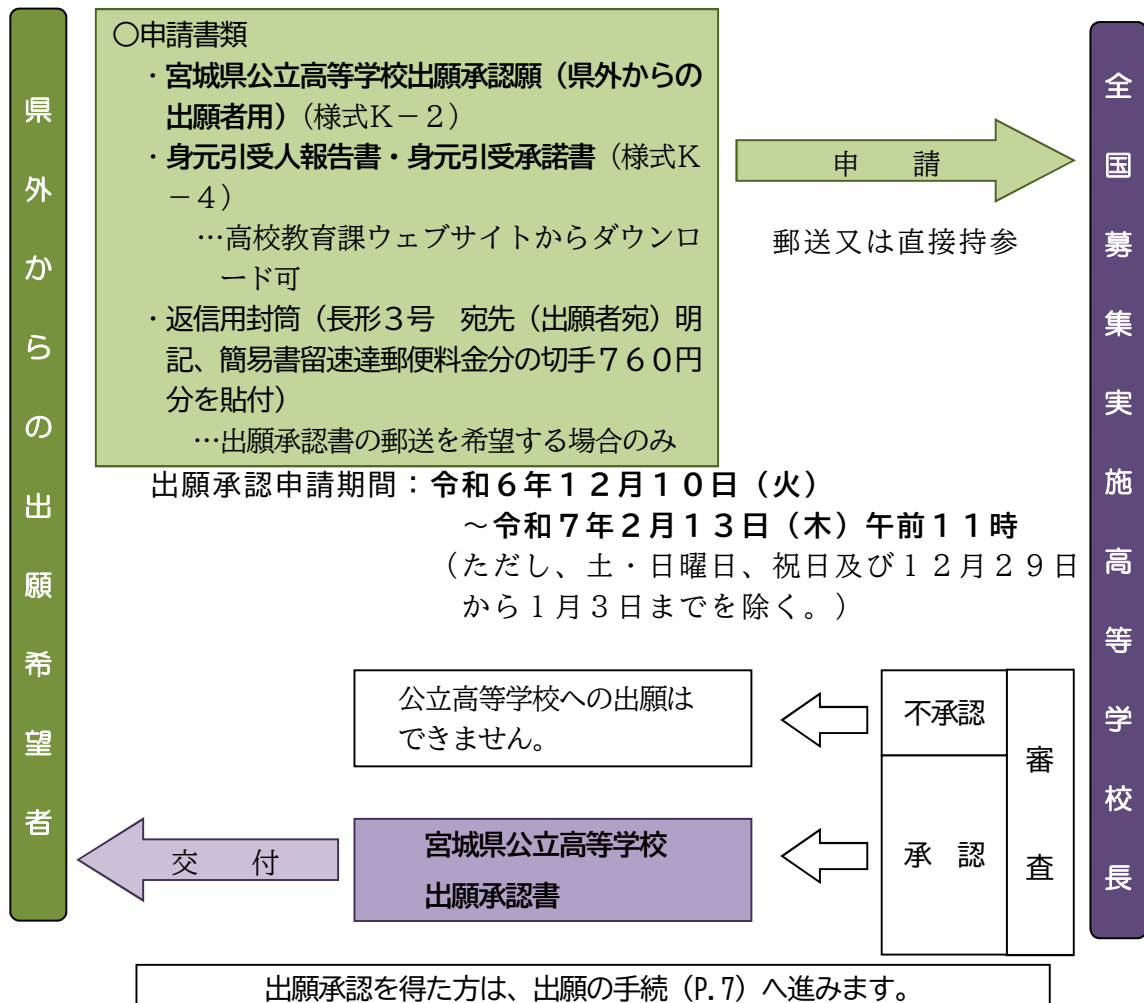 県外からの出願希望者
○申請書類
・宮城県公立高等学校出願承認願（県外からの
出願者用）（様式Ｋ－２）
・身元引受人報告書・身元引受承諾書（様式Ｋ
－４）
…高校教育課ウェブサイトからダウンロ
ード可
・返信用封筒（長形３号　宛先（出願者宛）明
記、簡易書留速達郵便料金分の切手７６０円
分を貼付）
…出願承認書の郵送を希望する場合のみ
申　請
郵送又は直接持参
全国募集実施高等学校長
出願承認申請期間：令和６年１２月１０日（火）
～令和７年２月１３日（木）午前１１時
（ただし、土・日曜日、祝日及び１２月２９日
から１月３日までを除く。）
公立高等学校への出願は
できません。
不承認
審査
宮城県公立高等学校
出願承認書
承　認
交　付
出願承認を得た方は、出願の手続（P.7）へ進みます。